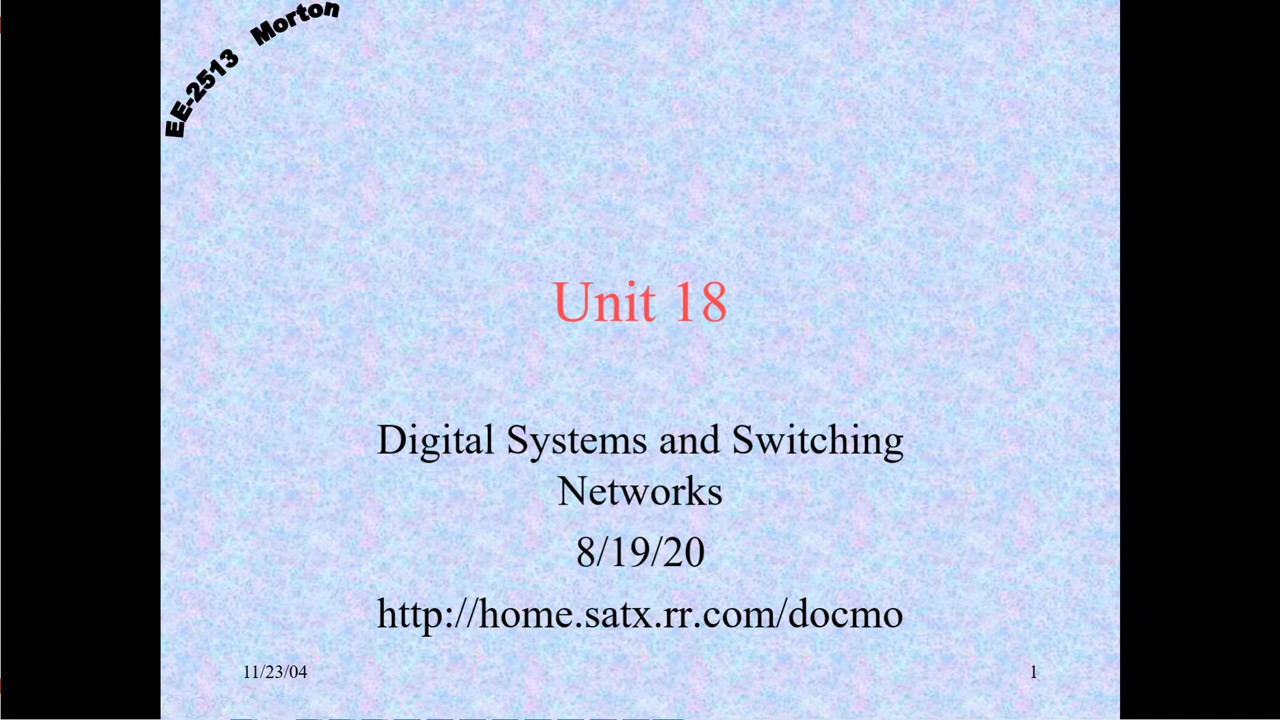 EE-2513 Morton
Unit 18
Digital Systems and Switching
Networks
8/19/20
http://home.satx.rr.com/docmo
11/23/04
1